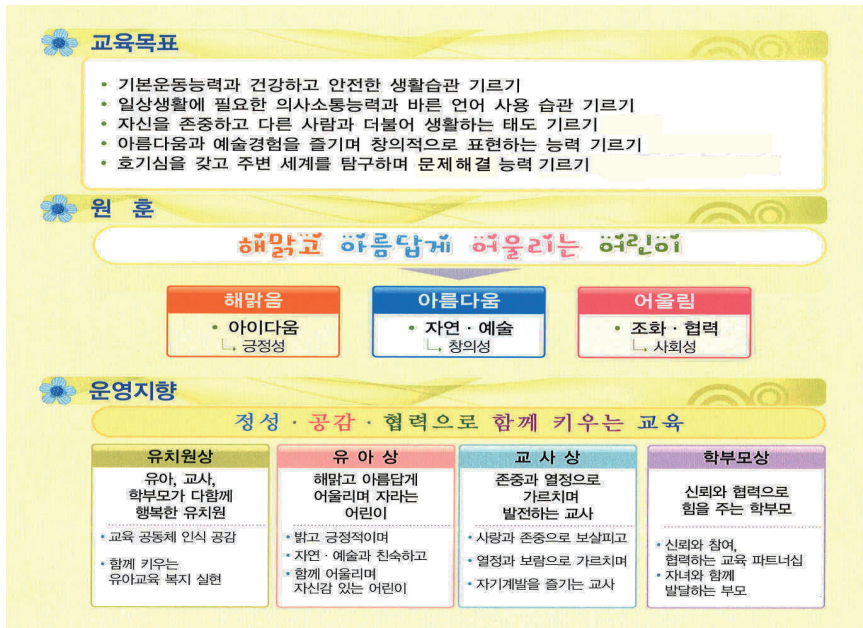 교육목표
• 기본운동능력과 건강하고 안전한 생활습관 기르기
• 일상생활에 필요한 의사소통능력과 바른 언어 사용 습관 기르기
• 자신을 존중하고 다른 사람과 더불어 생활하는 태도 기르기
• 아름다움과 예술경험을 즐기며 창의적으로 표현하는 능력 기르기
• 호기심을 갖고 주변 세계를 탐구하며 문제해결 능력 기르기
원 훈
해맑고 아름답게 어울리는 어린이
해맑음
• 아이다움
└ 긍정성
아름다움
• 자연 · 예술
└ 창의성
어울림
• 조화 · 협력
└ 사회성
운영지향
정성 · 공감 · 협력으로 함께 키우는 교육
유치원상
유아, 교사,
학부모가 다함께
행복한 유치원
• 교육 공동체 인식 공감
• 함께 키우는
유아교육 복지 실현
유 아 상
해맑고 아름답게
어울리며 자라는
어린이
• 밝고 긍정적이며
• 자연 · 예술과 친숙하고
• 함께 어울리며
자신감 있는 어린이
교 사 상
존중과 열정으로
가르치며
발전하는 교사
• 사랑과 존중으로 보살피고
• 열정과 보람으로 가르치며
• 자기계발을 즐기는 교사
학부모상
신뢰와 협력으로
힘을 주는 학부모
• 신뢰와 참여,
협력하는 교육 파트너십
• 자녀와 함께
발달하는 부모